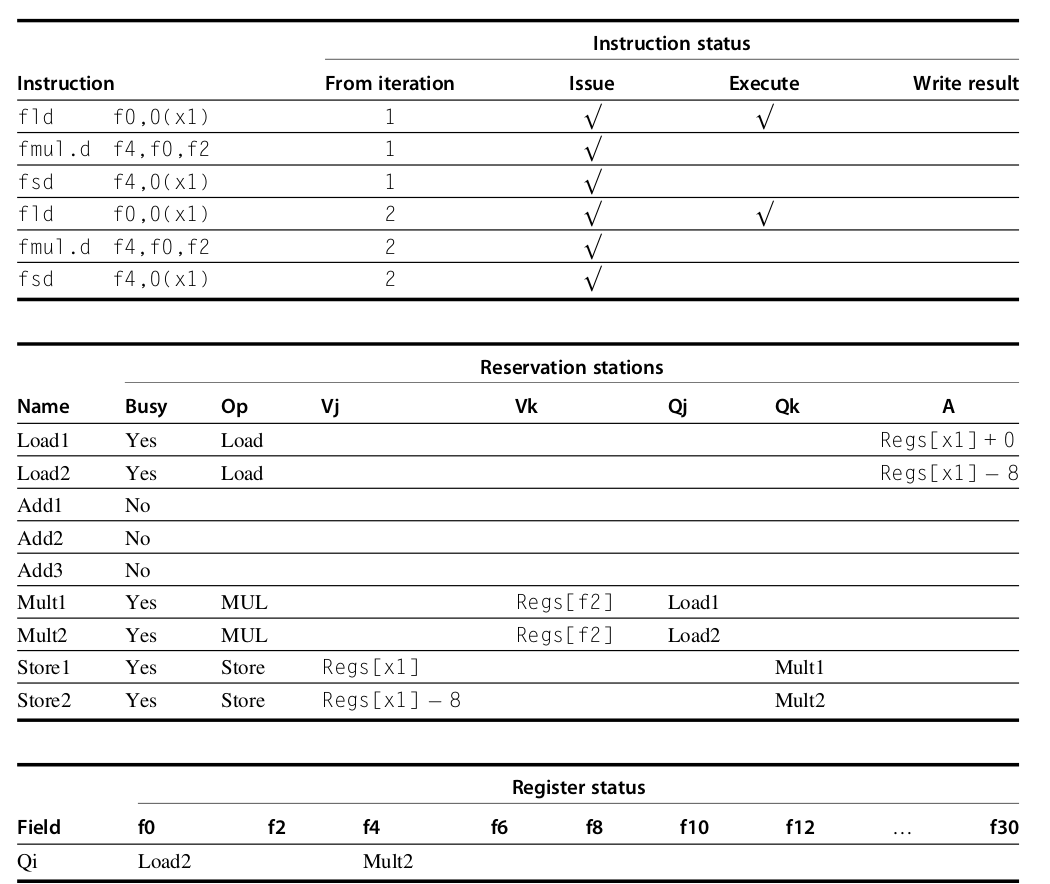 Instruction status
Instruction From iteration Issue Execute Write result
fld f0,0(x1) 1 √ √
fmul.d f4,f0,f2 1 √
fsd f4,0(x1) 1 √
fld f0,0(x1) 2 √ √
fmul.d f4,f0,f2 2 √
fsd f4,0(x1) 2 √
Reservation stations
Name Busy Op Vj Vk Qj Qk A
Load1 Yes Load Regs[x1] + 0
Load2 Yes Load Regs[x1] − 8
Add1 No
Add2 No
Add3 No
Mult1 Yes MUL Regs[f2] Load1
Mult2 Yes MUL Regs[f2] Load2
Store1 Yes Store Regs[x1] Mult1
Store2 Yes Store Regs[x1] − 8 Mult2
Register status
Field f0 f2 f4 f6 f8 f10 f12 … f30
Qi Load2 Mult2